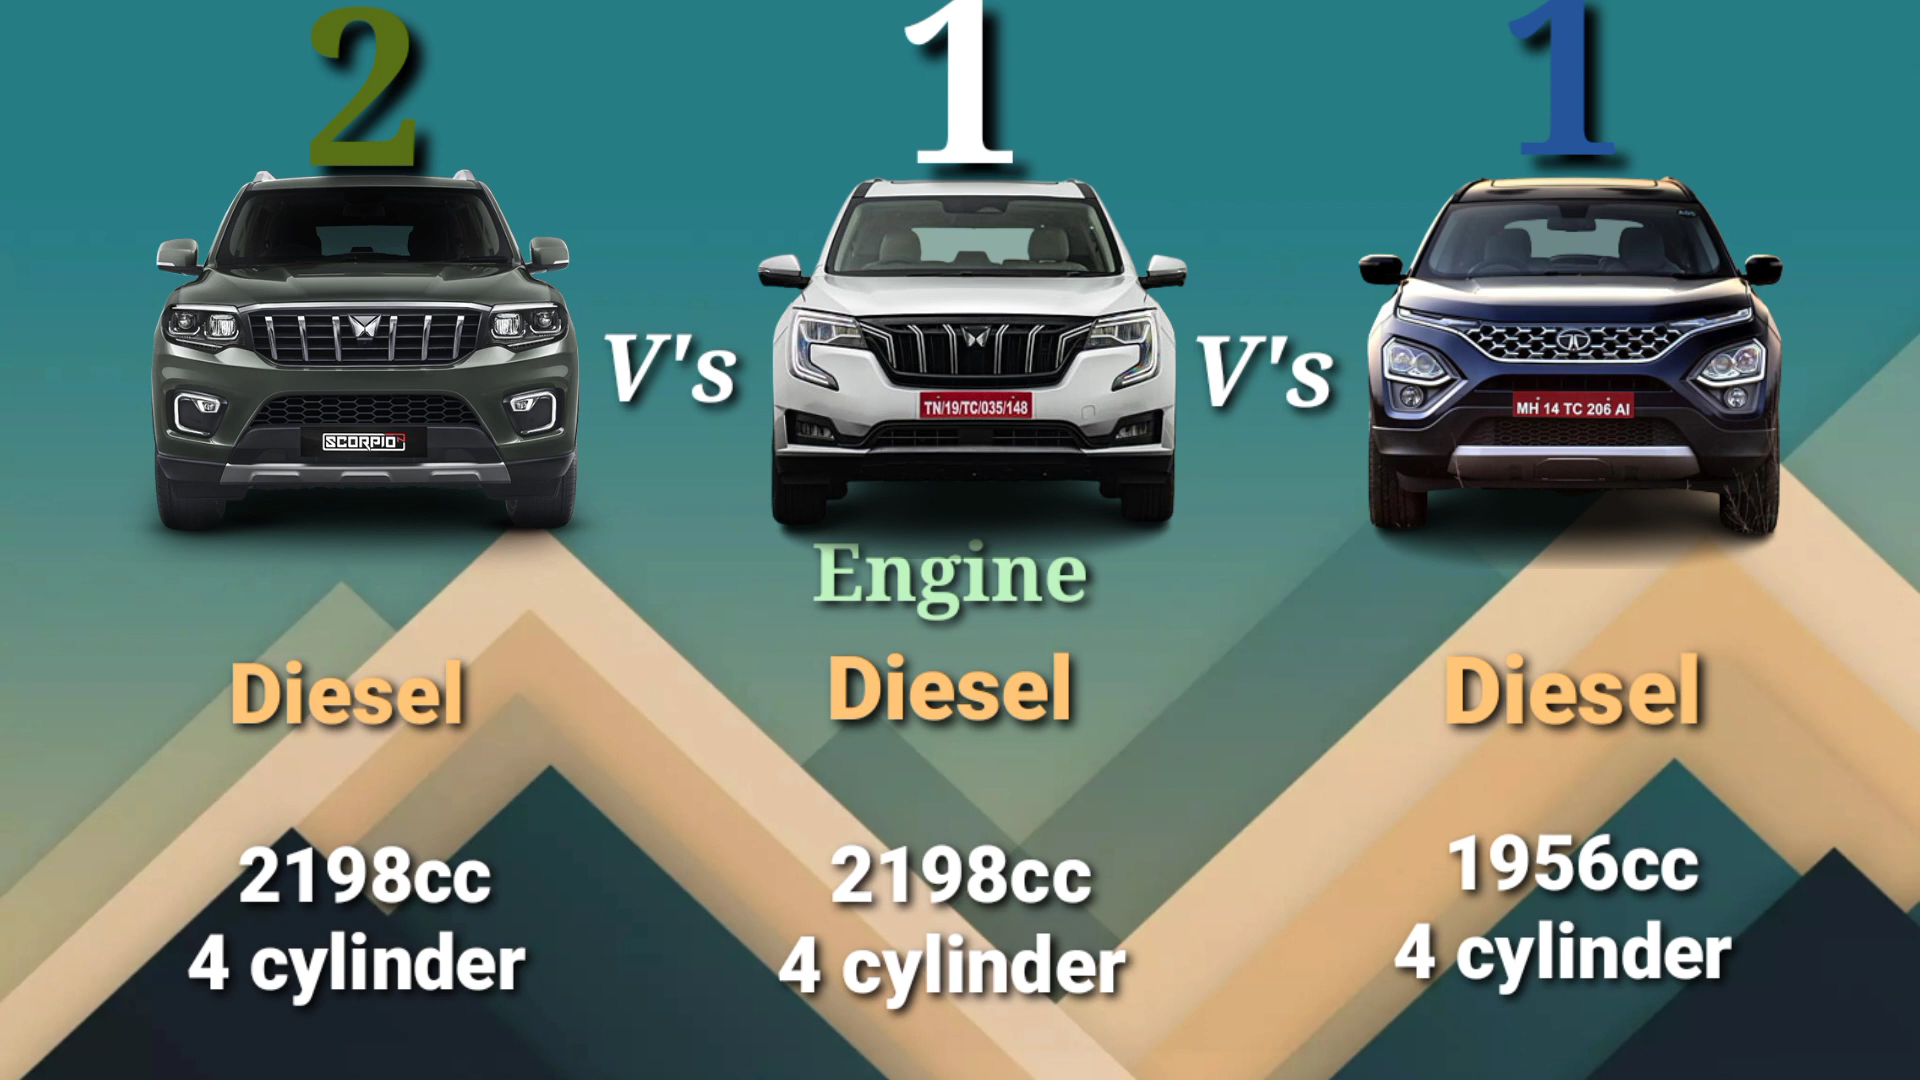 2 1 1
V's V's
SCORPIO N
TN/19/TC/035/148
MH 14 TC 206 AI
Engine
Diesel Diesel Diesel
2198cc 2198cc 1956cc
4 cylinder 4 cylinder 4 cylinder